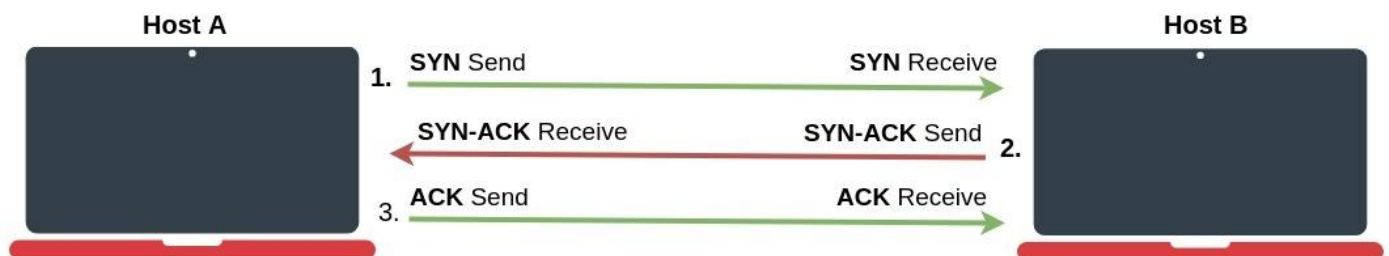 Host A
Host B
1.
SYN Send
SYN Receive
SYN-ACK Receive
SYN-ACK Send
2.
3.
ACK Send
ACK Receive